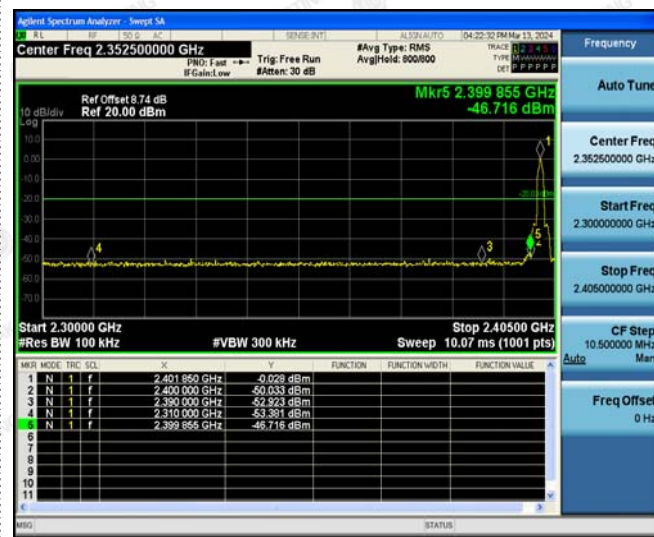 Agilent Spectrum Analyzer - Swept SA
RL RF 50 Ω AC SENSE:INT ALIGNAUTO 04:22:32 PM Mar 13, 2024
Center Freq 2.352500000 GHz
PNO: Fast
IFGain:Low
Trig: Free Run
#Atten: 30 dB
#Avg Type: RMS
Avg|Hold: 800/800
TRACE 1 2 3 4 5 6
TYPE M
DET P P P P P P
Mkr5 2.399 855 GHz
-46.716 dBm
Ref Offset 8.74 dB
10 dB/div Ref 20.00 dBm
Log
10.0
0.00
-10.0
-20.0
-30.0
-40.0
-50.0
-60.0
-70.0
1
4
3
5
2
Start 2.30000 GHz Stop 2.40500 GHz
#Res BW 100 kHz #VBW 300 kHz Sweep 10.07 ms (1001 pts)
MKR MODE TRC SCL X Y FUNCTION FUNCTION WIDTH FUNCTION VALUE
1 N 1 f 2.401 850 GHz -0.028 dBm
2 N 1 f 2.400 000 GHz -50.033 dBm
3 N 1 f 2.390 000 GHz -52.923 dBm
4 N 1 f 2.310 000 GHz -53.381 dBm
5 N 1 f 2.399 855 GHz -46.716 dBm
6
7
8
9
10
11
MSG STATUS
Frequency
Auto Tune
Center Freq
2.352500000 GHz
Start Freq
2.300000000 GHz
Stop Freq
2.405000000 GHz
CF Step
10.500000 MHz
Auto Man
Freq Offset
0 Hz